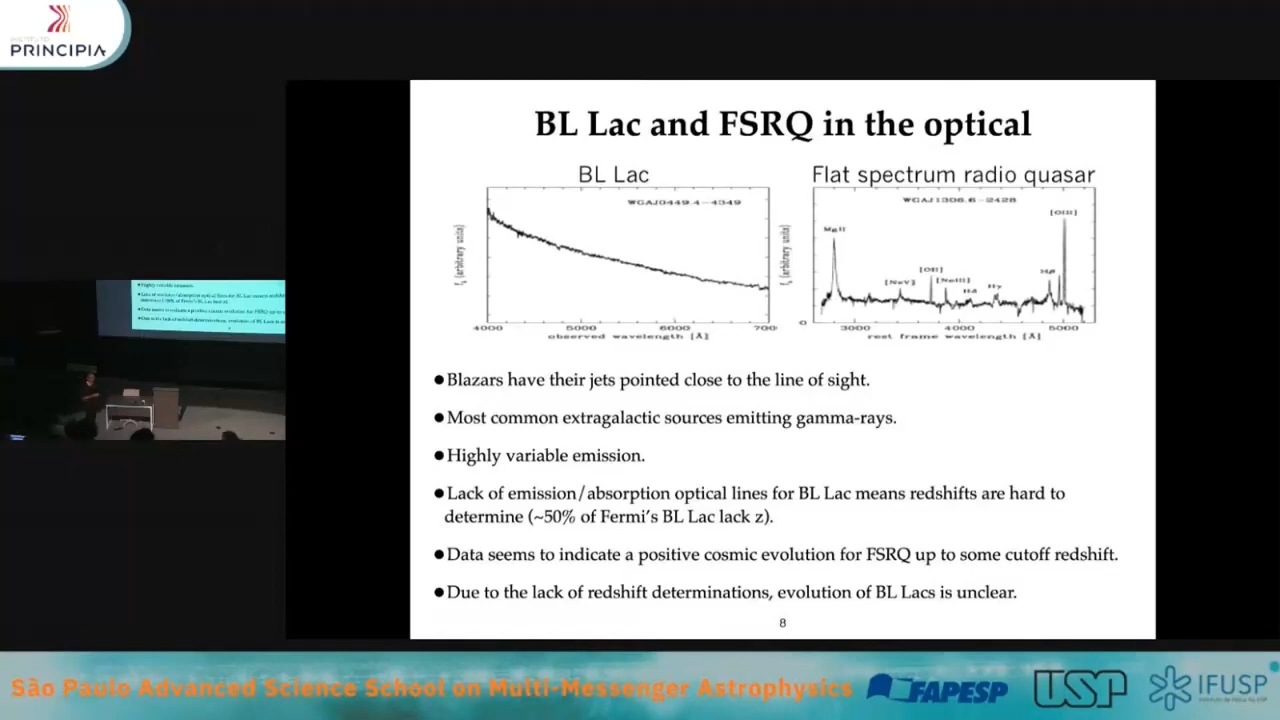 INSTITUTO
PRINCIPIA
BL Lac and FSRQ in the optical
BL Lac
WGAJ0449.4-4349
fλ (arbitrary units)
4000 5000 6000 700
observed wavelength [Å]
Flat spectrum radio quasar
WGAJ1306.6-2428
fλ (arbitrary units)
MgII
[NeV]
[OII]
[NeIII]
Hδ
Hγ
Hβ
[OIII]
0
3000 4000 5000
rest frame wavelength [Å]
●Blazars have their jets pointed close to the line of sight.
●Most common extragalactic sources emitting gamma-rays.
●Highly variable emission.
●Lack of emission/absorption optical lines for BL Lac means redshifts are hard to
determine (~50% of Fermi's BL Lac lack z).
●Data seems to indicate a positive cosmic evolution for FSRQ up to some cutoff redshift.
●Due to the lack of redshift determinations, evolution of BL Lacs is unclear.
8
São Paulo Advanced Science School on Multi-Messenger Astrophysics
FAPESP
USP
IFUSP